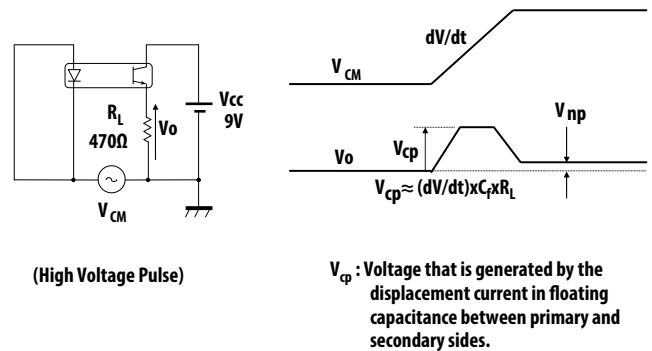 dV/dt
V CM
Vcc
9V
RL
470Ω
Vo
V CM
Vnp
Vcp
Vo
Vcp≈ (dV/dt)xCfxRL
(High Voltage Pulse)
Vcp : Voltage that is generated by the
displacement current in floating
capacitance between primary and
secondary sides.